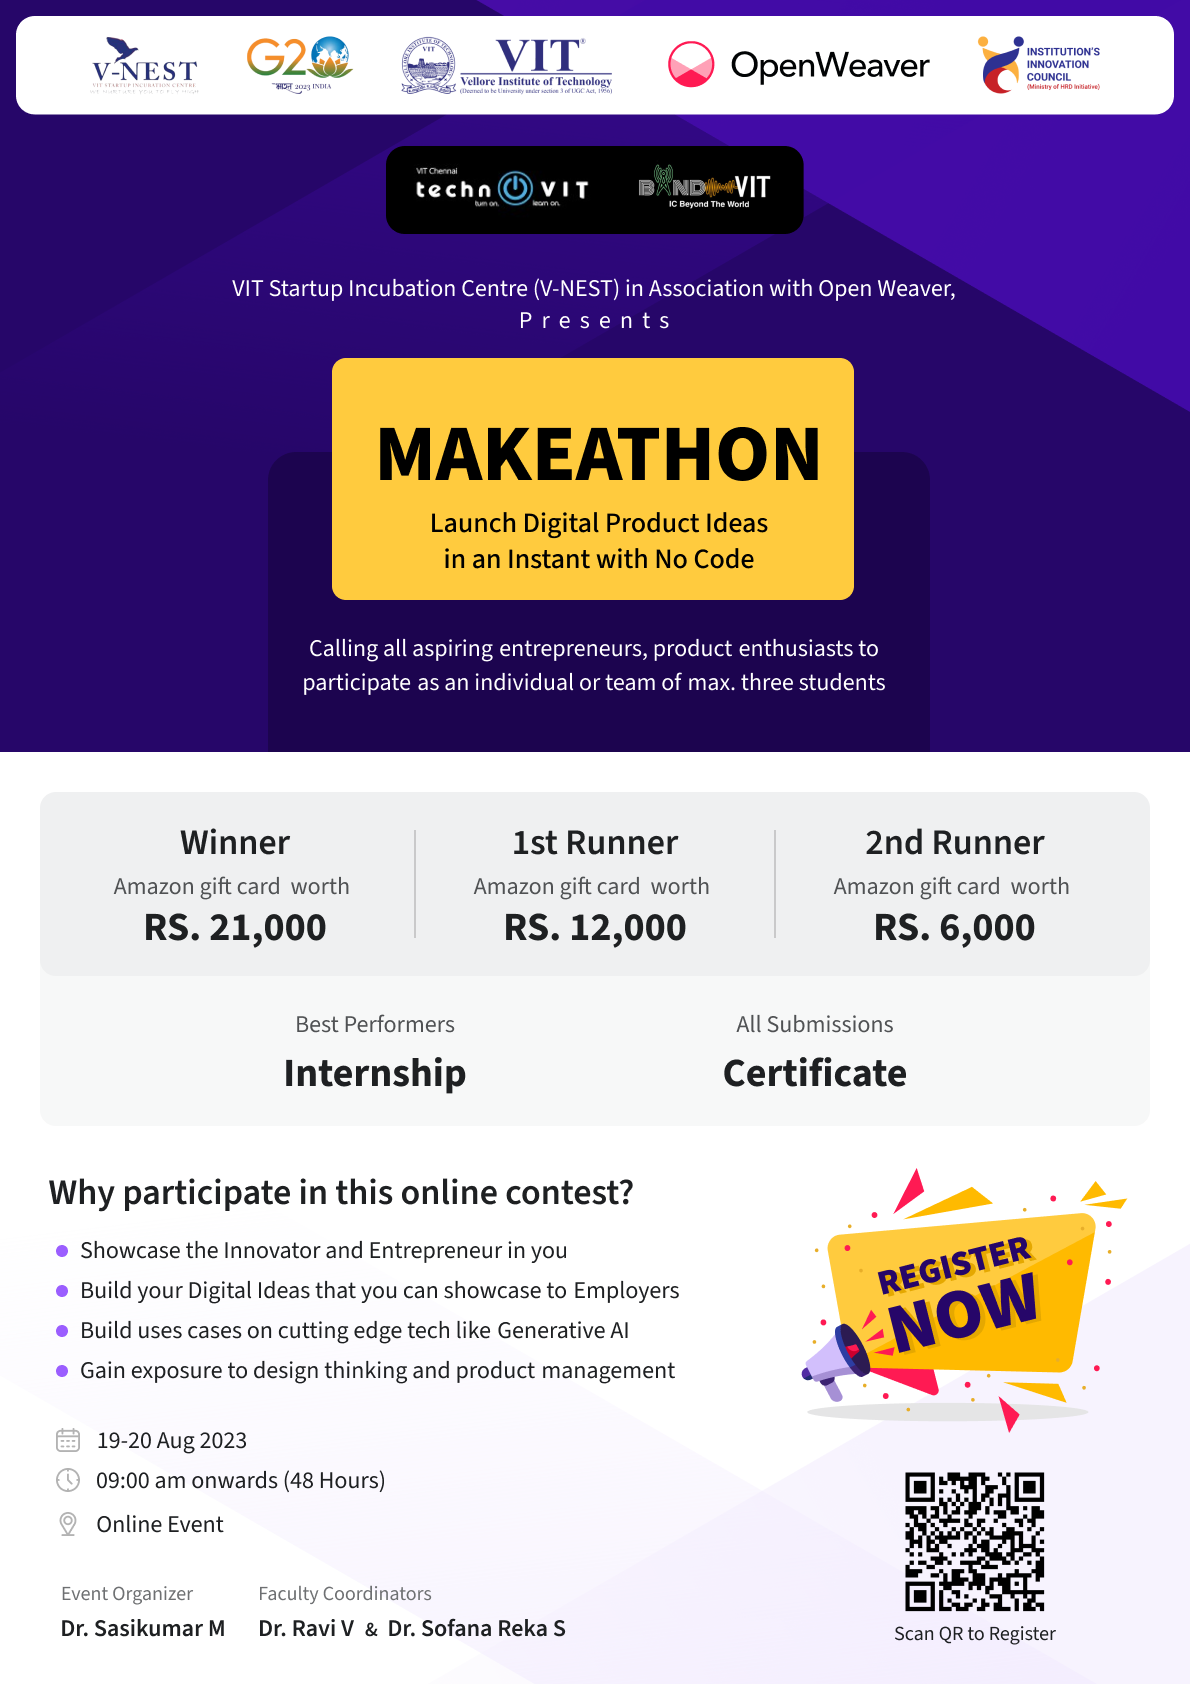 V-NEST
VIT STARTUP INCUBATION CENTRE
G20
भारत 2023 INDIA
VIT
VIT®
Vellore Institute of Technology
(Deemed to be University under section 3 of UGC Act, 1956)
OpenWeaver
INSTITUTION'S
INNOVATION
COUNCIL
(Ministry of HRD Initiative)
VIT Chennai
techn VIT
turn on. learn on.
BAND VIT
IC Beyond The World
VIT Startup Incubation Centre (V-NEST) in Association with Open Weaver,
Presents
MAKEATHON
Launch Digital Product Ideas
in an Instant with No Code
Calling all aspiring entrepreneurs, product enthusiasts to
participate as an individual or team of max. three students
Winner
Amazon gift card worth
RS. 21,000
1st Runner
Amazon gift card worth
RS. 12,000
2nd Runner
Amazon gift card worth
RS. 6,000
Best Performers
Internship
All Submissions
Certificate
Why participate in this online contest?
Showcase the Innovator and Entrepreneur in you
Build your Digital Ideas that you can showcase to Employers
Build uses cases on cutting edge tech like Generative AI
Gain exposure to design thinking and product management
REGISTER
NOW
19-20 Aug 2023
09:00 am onwards (48 Hours)
Online Event
Event Organizer
Dr. Sasikumar M
Faculty Coordinators
Dr. Ravi V & Dr. Sofana Reka S
Scan QR to Register